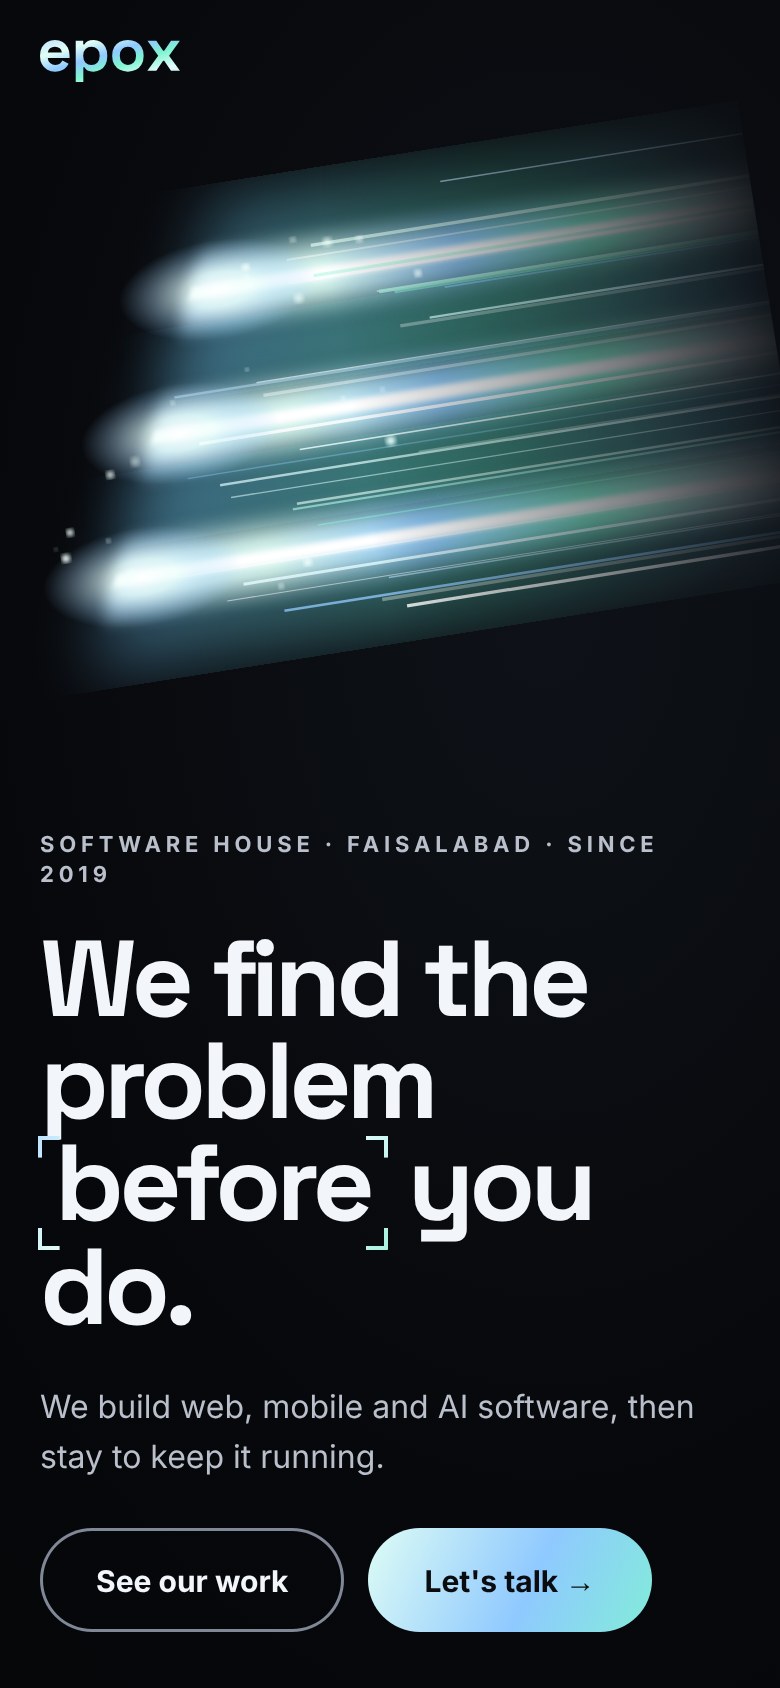 epox
SOFTWARE HOUSE · FAISALABAD · SINCE
2019
We find the
problem
before you
do.
We build web, mobile and AI software, then
stay to keep it running.
See our work
Let's talk →